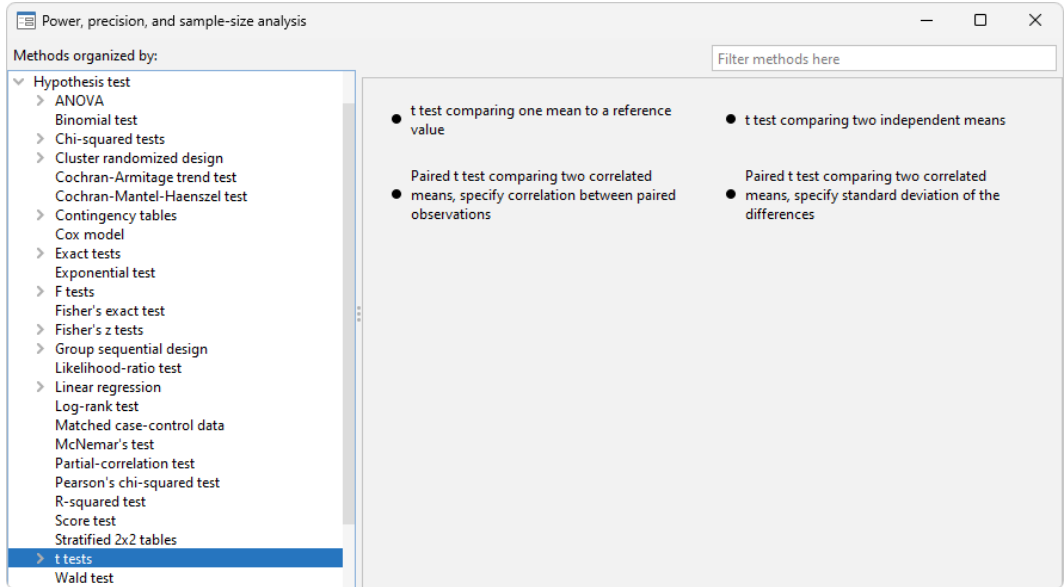 Power, precision, and sample-size analysis
Methods organized by:
Filter methods here
Hypothesis test
ANOVA
Binomial test
Chi-squared tests
Cluster randomized design
Cochran-Armitage trend test
Cochran-Mantel-Haenszel test
Contingency tables
Cox model
Exact tests
Exponential test
F tests
Fisher's exact test
Fisher's z tests
Group sequential design
Likelihood-ratio test
Linear regression
Log-rank test
Matched case-control data
McNemar's test
Partial-correlation test
Pearson's chi-squared test
R-squared test
Score test
Stratified 2x2 tables
t tests
Wald test
t test comparing one mean to a reference
value
t test comparing two independent means
Paired t test comparing two correlated
means, specify correlation between paired
observations
Paired t test comparing two correlated
means, specify standard deviation of the
differences